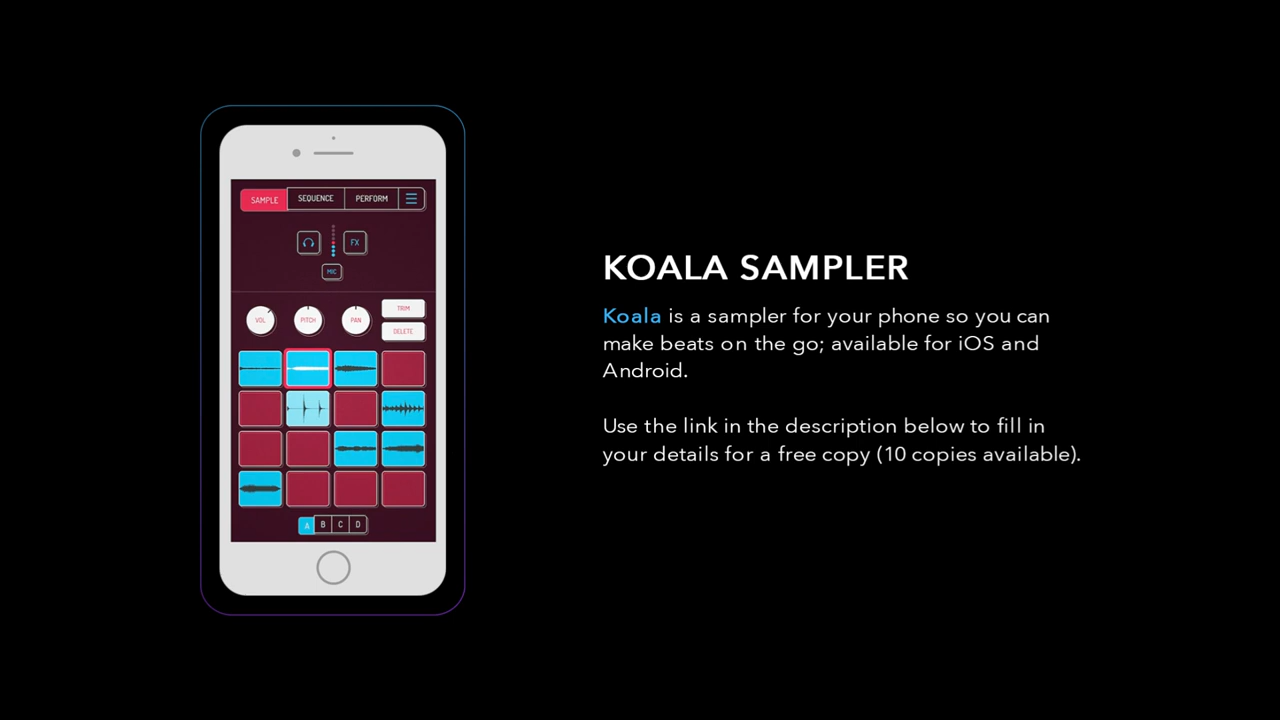 SAMPLE SEQUENCE PERFORM
FX
MIC
VOL PITCH PAN TRIM
DELETE
A B C D
KOALA SAMPLER
Koala is a sampler for your phone so you can
make beats on the go; available for iOS and
Android.
Use the link in the description below to fill in
your details for a free copy (10 copies available).